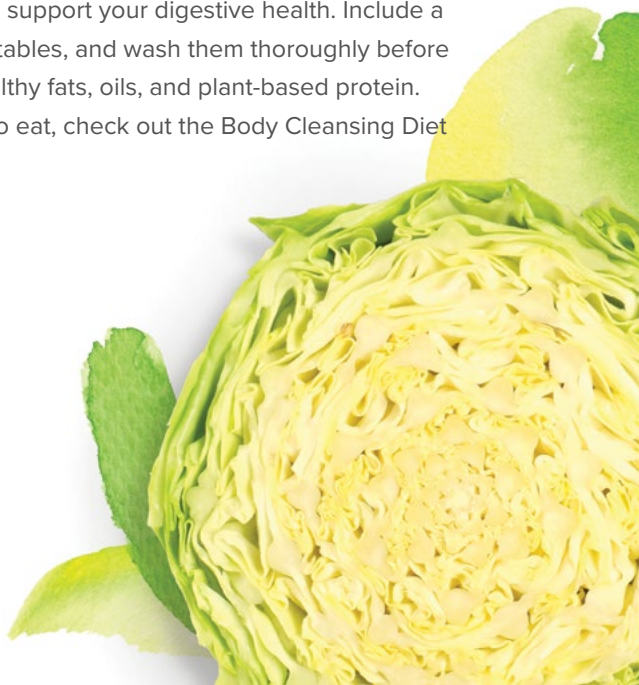 support your digestive health. Include a
tables, and wash them thoroughly before
lthy fats, oils, and plant-based protein.
o eat, check out the Body Cleansing Diet